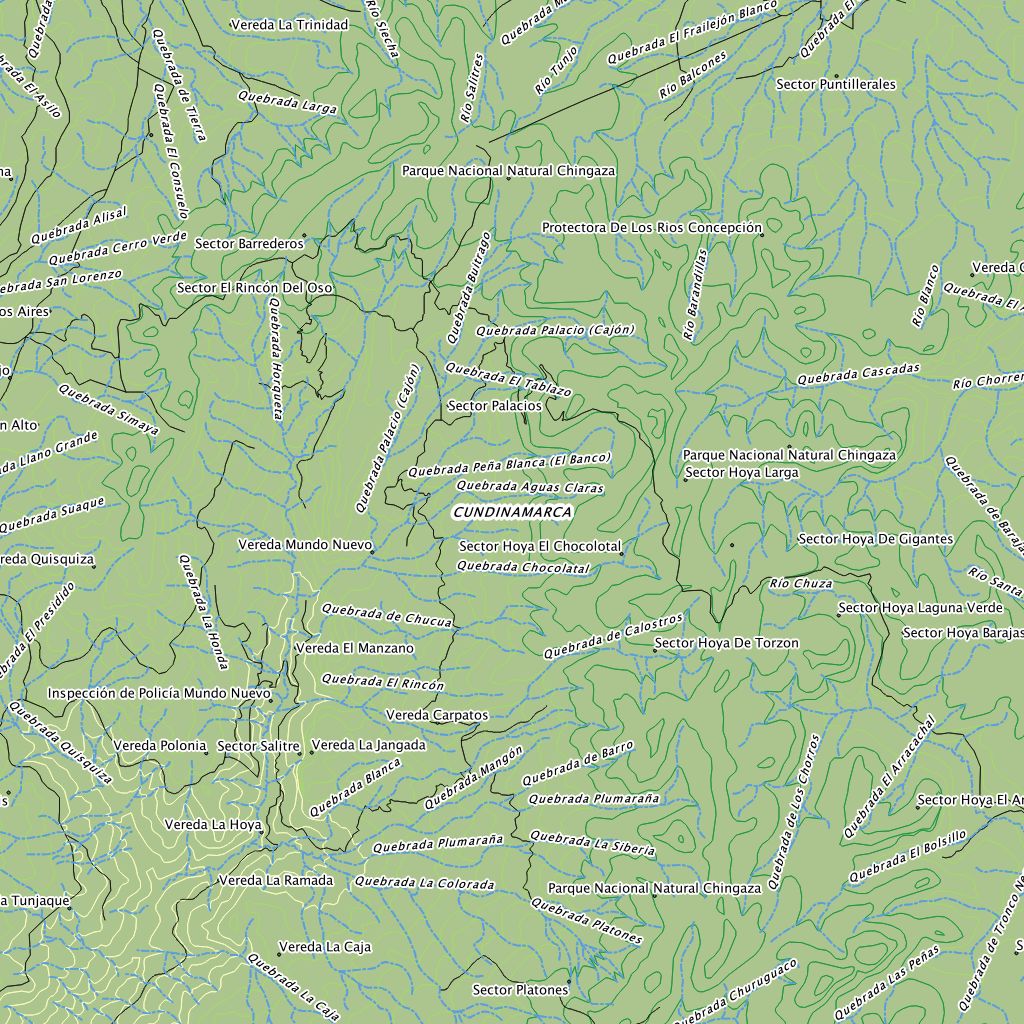 Vereda La Trinidad
Río Siecha
Quebrada El Frailejón Blanco
Río Tunjo
Río Salitres
Río Balcones
Sector Puntillerales
Quebrada El Asilo
Quebrada de Tierra
Quebrada Larga
Quebrada El Consuelo
Parque Nacional Natural Chingaza
Quebrada Alisal
Quebrada Cerro Verde
Sector Barrederos
Protectora De Los Rios Concepción
Quebrada San Lorenzo
Sector El Rincón Del Oso
Quebrada Buitrago
Río Barandillas
Río Blanco
os Aires
Quebrada Palacio (Cajón)
Quebrada Horqueta
Quebrada El Tablazo
Quebrada Cascadas
Quebrada Simaya
Quebrada Palacio (Cajón)
Sector Palacios
n Alto
da Llano Grande
Quebrada Peña Blanca (El Banco)
Parque Nacional Natural Chingaza
Sector Hoya Larga
Quebrada Aguas Claras
Quebrada Suaque
CUNDINAMARCA
Vereda Mundo Nuevo
Sector Hoya El Chocolotal
Sector Hoya De Gigantes
reda Quisquiza
Quebrada Chocolatal
Río Chuza
Quebrada La Honda
Quebrada de Chucua
Sector Hoya Laguna Verde
Quebrada de Calostros
Sector Hoya De Torzon
Sector Hoya Barajas
Vereda El Manzano
Quebrada El Rincón
Inspección de Policía Mundo Nuevo
Vereda Carpatos
Quebrada Quisquiza
Vereda Polonia
Sector Salitre
Vereda La Jangada
Quebrada Blanca
Quebrada Mangón
Quebrada de Barro
Quebrada de Los Chorros
Quebrada El Arracachal
Quebrada Plumaraña
Vereda La Hoya
Quebrada Plumaraña
Quebrada La Siberia
Quebrada El Bolsillo
Vereda La Ramada
Quebrada La Colorada
Parque Nacional Natural Chingaza
a Tunjaque
Quebrada Platones
Vereda La Caja
Quebrada La Caja
Sector Platones
Quebrada Churuguaco
Quebrada Las Peñas